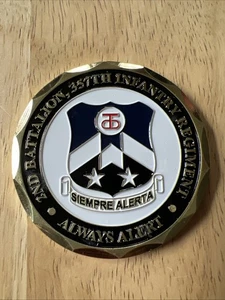 2ND BATTALION, 357TH INFANTRY REGIMENT
SIEMPRE ALERTA
• ALWAYS ALERT •